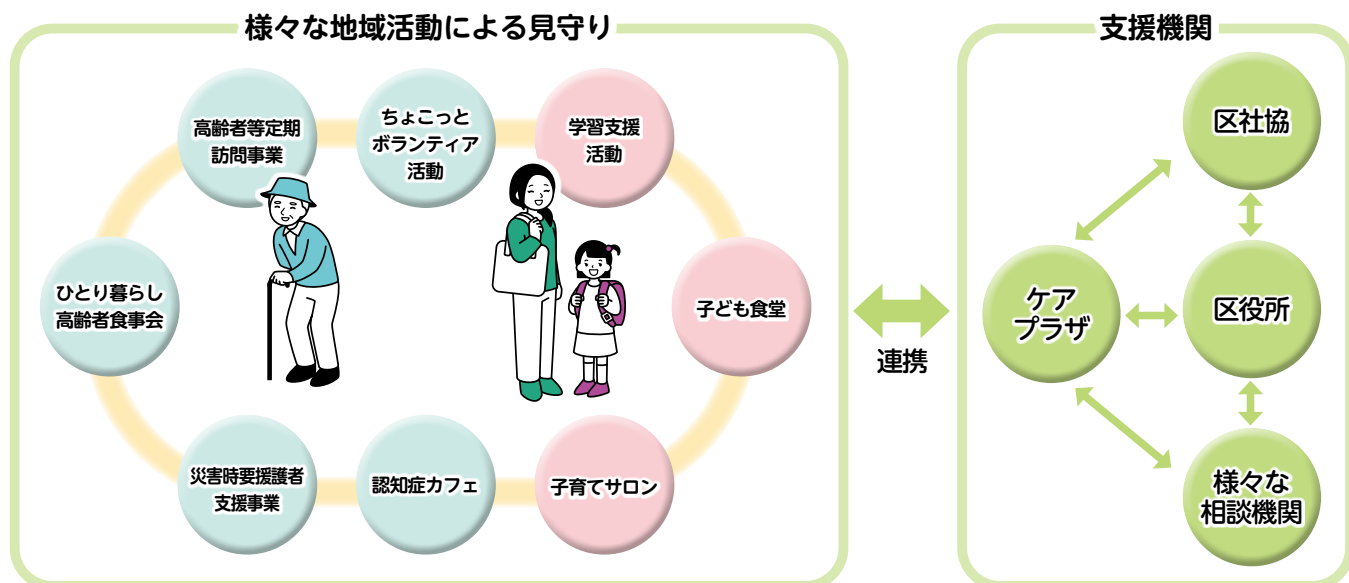 様々な地域活動による見守り
高齢者等定期
訪問事業
ちょこっと
ボランティア
活動
学習支援
活動
ひとり暮らし
高齢者食事会
子ども食堂
災害時要援護者
支援事業
認知症カフェ
子育てサロン
連携
支援機関
区社協
ケア
プラザ
区役所
様々な
相談機関